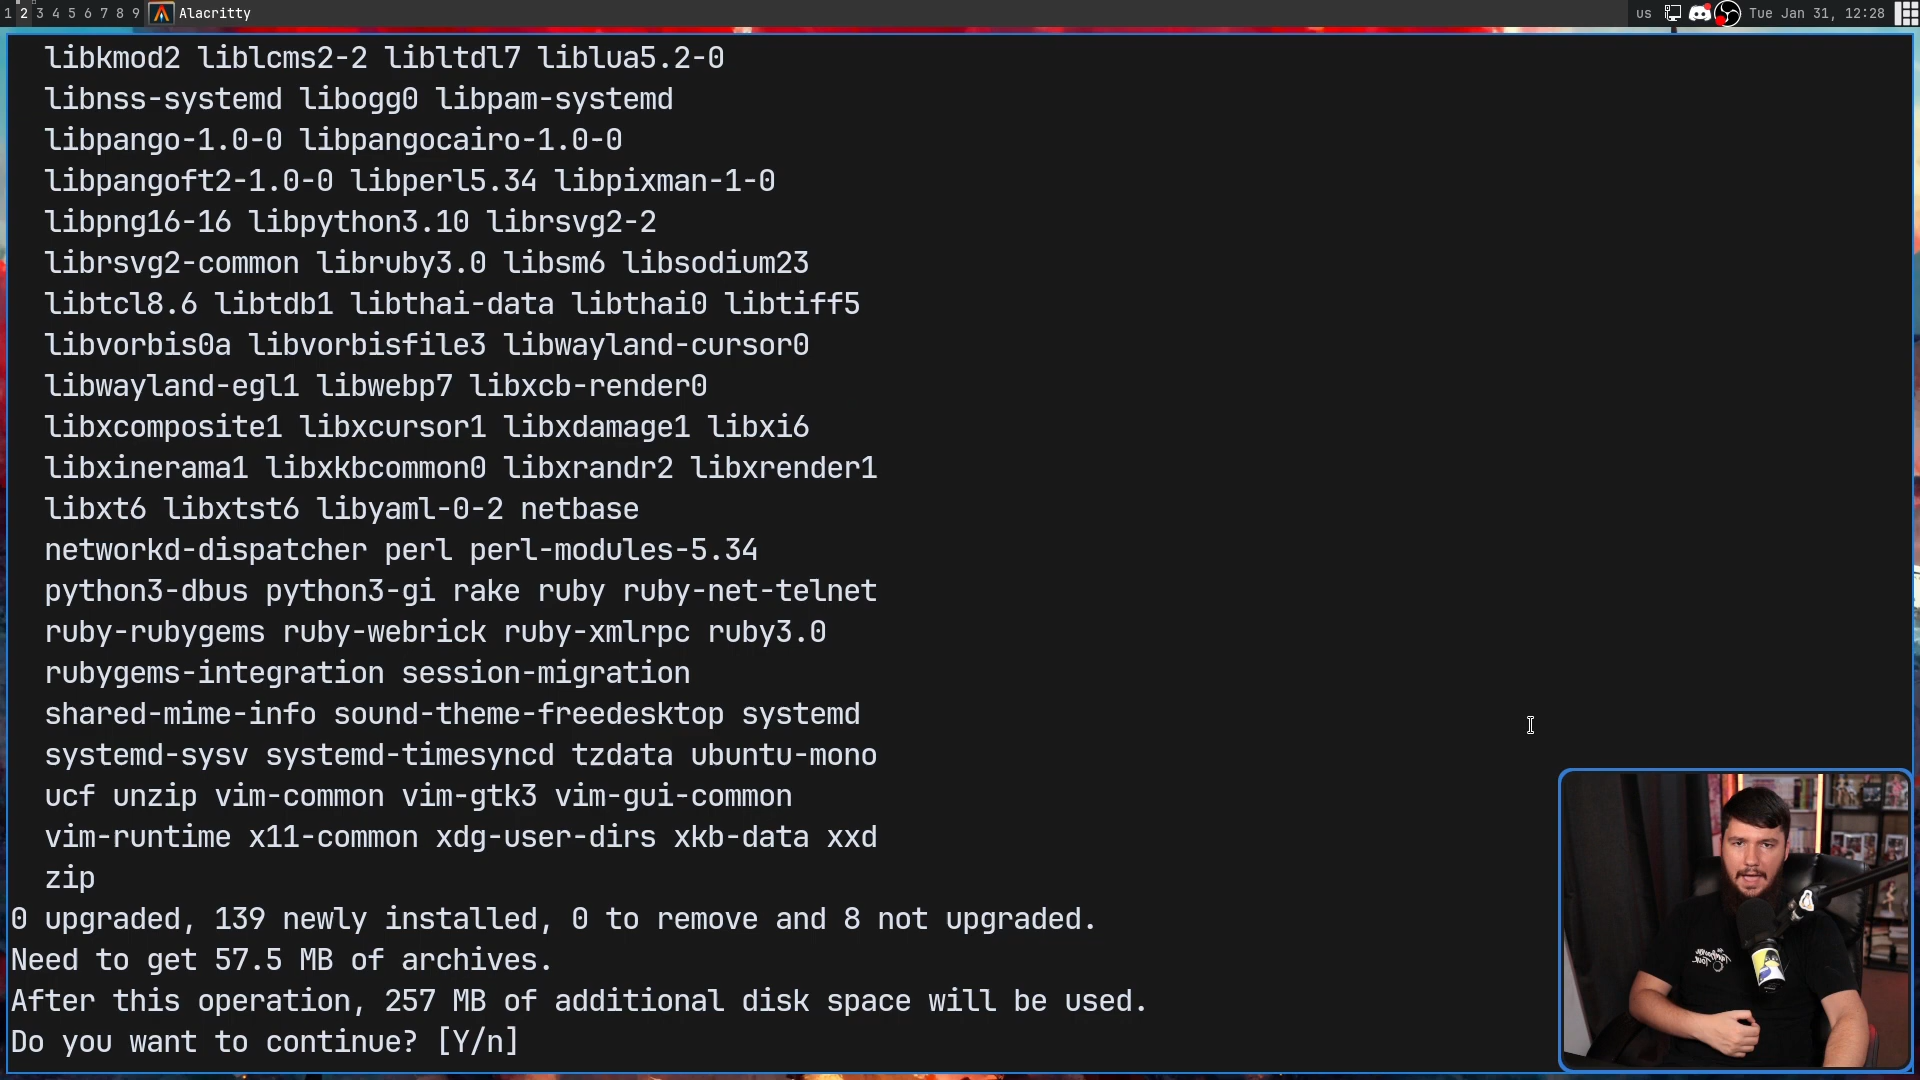 1 2 3 4 5 6 7 8 9 Alacritty us Tue Jan 31, 12:28
libkmod2 liblcms2-2 libltdl7 liblua5.2-0
libnss-systemd libogg0 libpam-systemd
libpango-1.0-0 libpangocairo-1.0-0
libpangoft2-1.0-0 libperl5.34 libpixman-1-0
libpng16-16 libpython3.10 librsvg2-2
librsvg2-common libruby3.0 libsm6 libsodium23
libtcl8.6 libtdb1 libthai-data libthai0 libtiff5
libvorbis0a libvorbisfile3 libwayland-cursor0
libwayland-egl1 libwebp7 libxcb-render0
libxcomposite1 libxcursor1 libxdamage1 libxi6
libxinerama1 libxkbcommon0 libxrandr2 libxrender1
libxt6 libxtst6 libyaml-0-2 netbase
networkd-dispatcher perl perl-modules-5.34
python3-dbus python3-gi rake ruby ruby-net-telnet
ruby-rubygems ruby-webrick ruby-xmlrpc ruby3.0
rubygems-integration session-migration
shared-mime-info sound-theme-freedesktop systemd
systemd-sysv systemd-timesyncd tzdata ubuntu-mono
ucf unzip vim-common vim-gtk3 vim-gui-common
vim-runtime x11-common xdg-user-dirs xkb-data xxd
zip
0 upgraded, 139 newly installed, 0 to remove and 8 not upgraded.
Need to get 57.5 MB of archives.
After this operation, 257 MB of additional disk space will be used.
Do you want to continue? [Y/n]